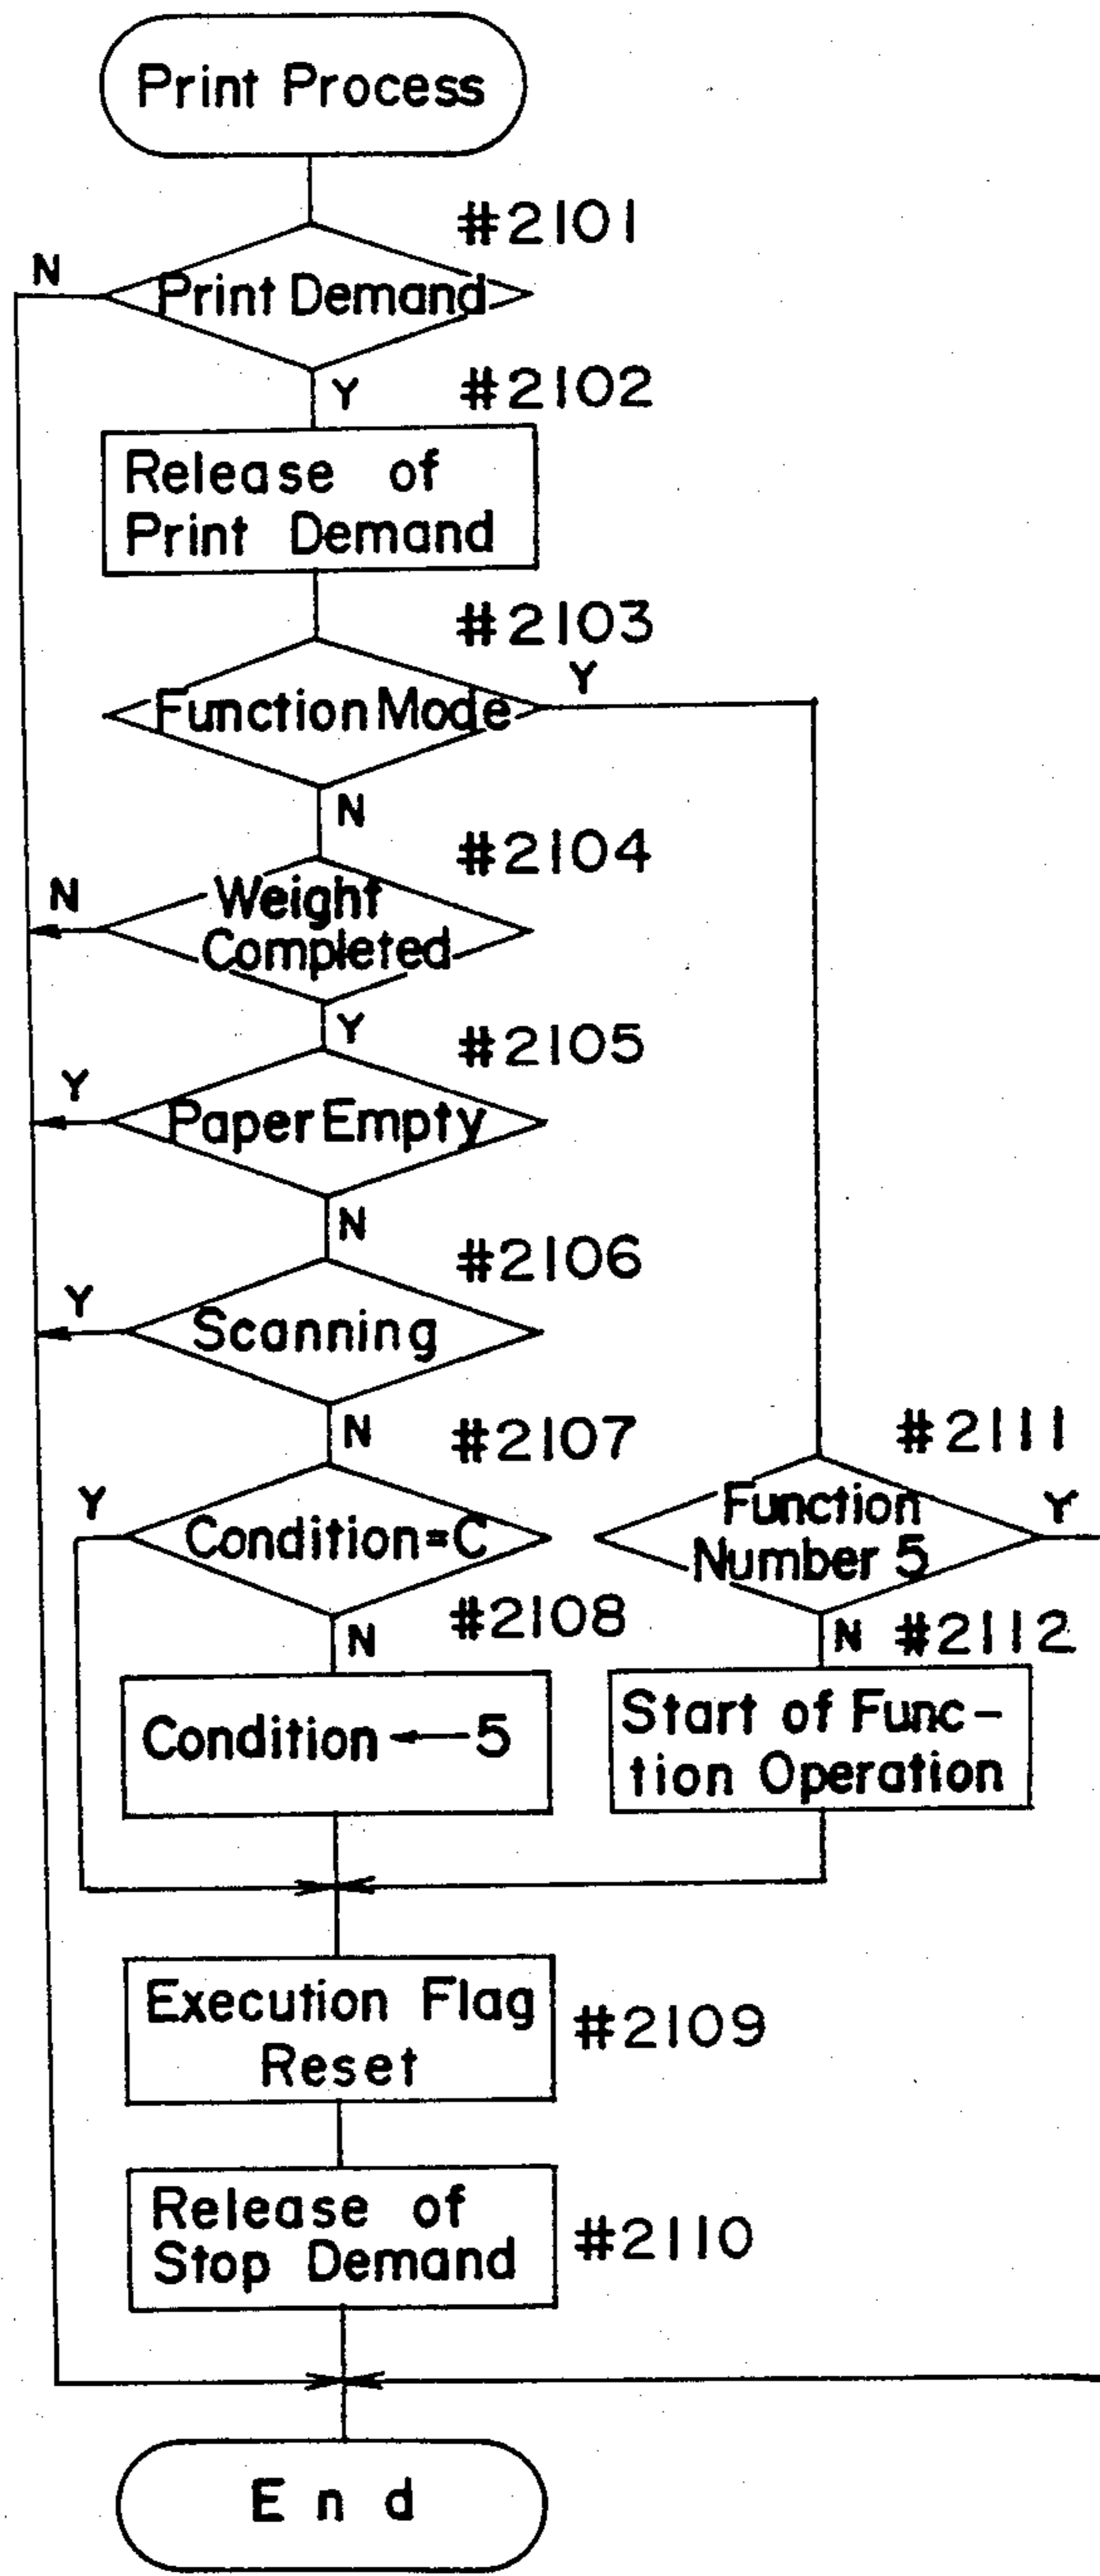 Print Process
#2101
N
Print Demand
Y
#2102
Release of
Print Demand
#2103
Y
Function Mode
N
#2104
N
Weight
Completed
Y
#2105
Y
Paper Empty
N
#2106
Y
Scanning
N
#2107
Y
Condition=C
N
#2108
Condition ← 5
#2111
Function
Number 5
Y
N
#2112
Start of Func-
tion Operation
Execution Flag
Reset
#2109
Release of
Stop Demand
#2110
End